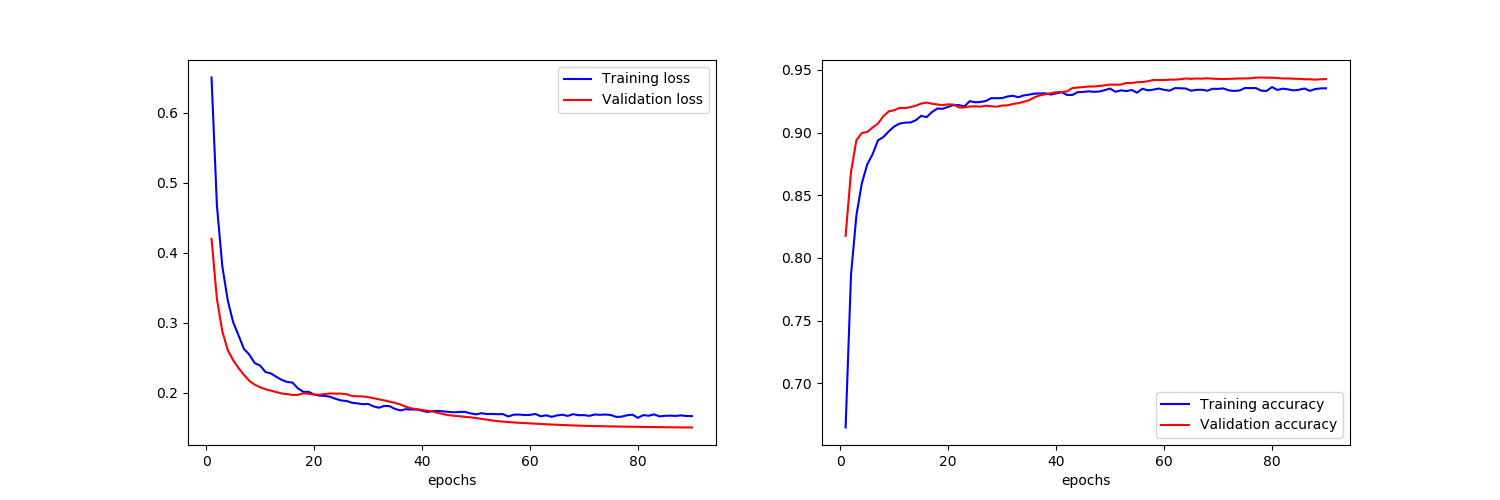 Training loss
Validation loss
0.6
0.5
0.4
0.3
0.2
0 20 40 60 80
epochs
0.95
0.90
0.85
0.80
0.75
0.70
Training accuracy
Validation accuracy
0 20 40 60 80
epochs